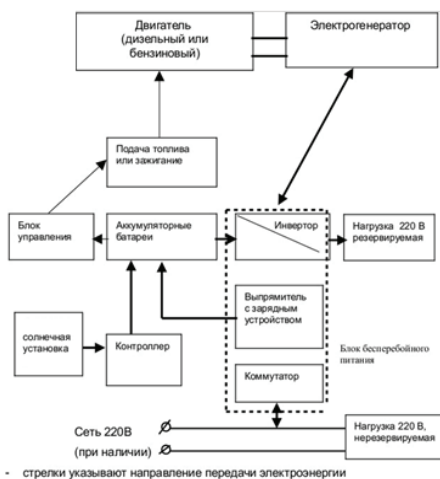 Двигатель
(дизельный или
бензиновый)
Электрогенератор
Подача топлива
или зажигание
Блок
управления
Аккумуляторные
батареи
Инвертор
Нагрузка 220 В
резервируемая
Выпрямитель
с зарядным
устройством
солнечная
установка
Контроллер
Блок бесперебойного
питания
Коммутатор
Сеть 220В
(при наличии)
Нагрузка 220 В,
нерезервируемая
- стрелки указывают направление передачи электроэнергии